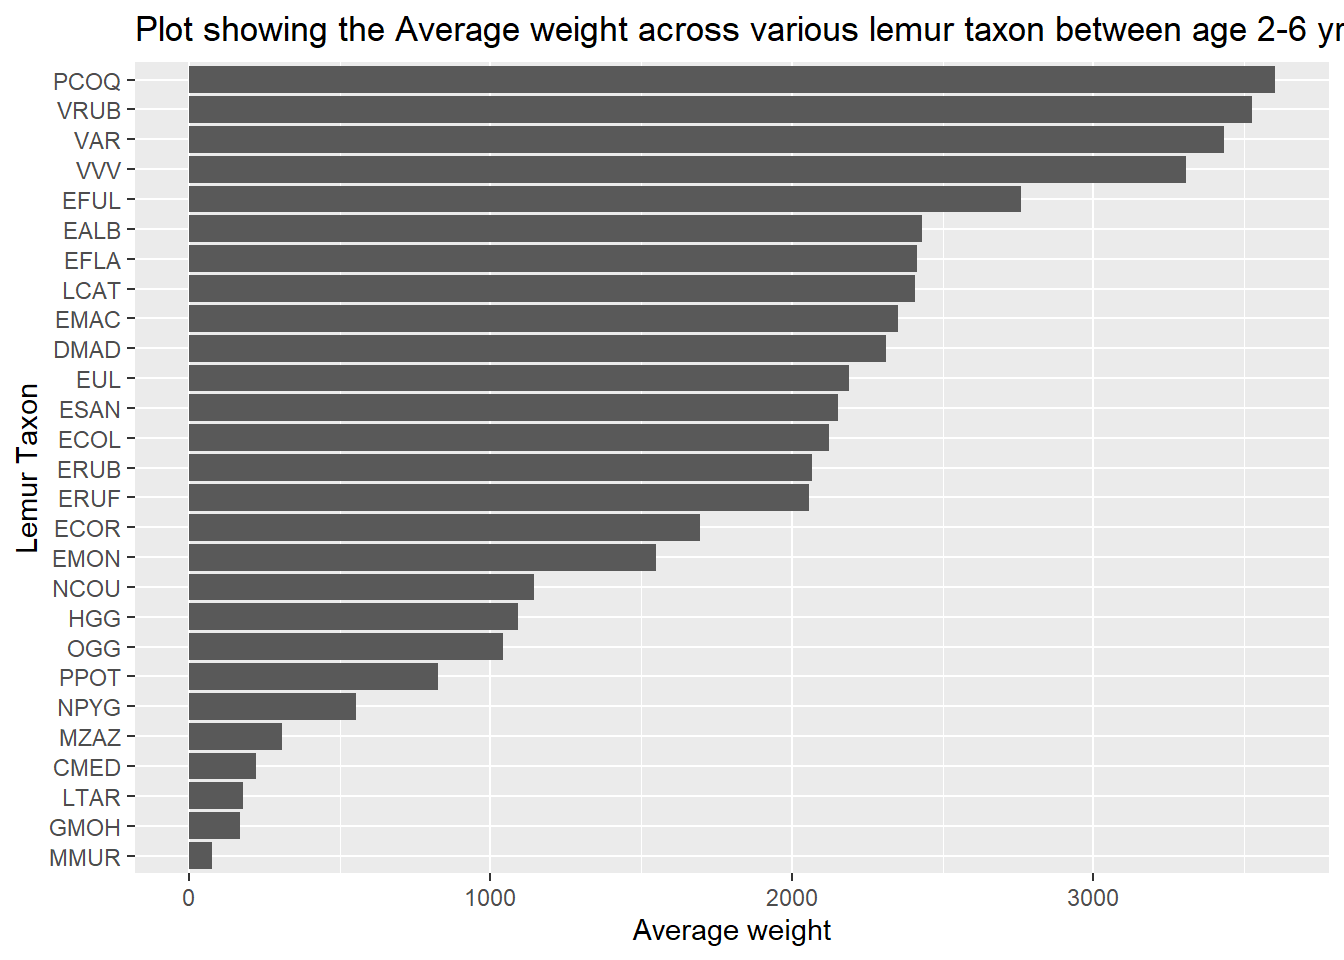 Plot showing the Average weight across various lemur taxon between age 2-6 yr
PCOQ
VRUB
VAR
VVV
EFUL
EALB
EFLA
LCAT
EMAC
DMAD
EUL
ESAN
ECOL
ERUB
ERUF
ECOR
EMON
NCOU
HGG
OGG
PPOT
NPYG
MZAZ
CMED
LTAR
GMOH
MMUR
Lemur Taxon
0 1000 2000 3000
Average weight